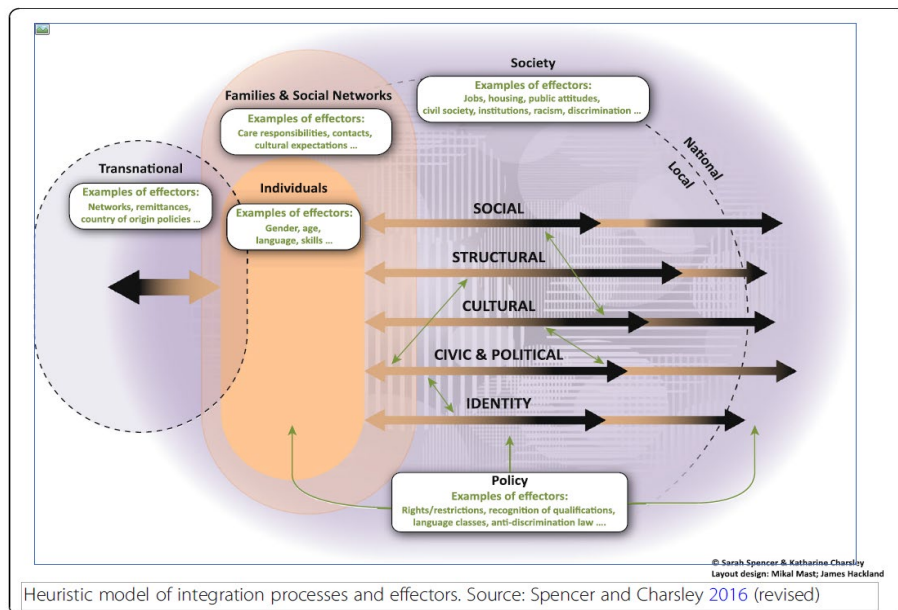 Society
Examples of effectors:
Jobs, housing, public attitudes,
civil society, institutions, racism, discrimination ...
Families & Social Networks
Examples of effectors:
Care responsibilities, contacts,
cultural expectations ...
National
Local
Transnational
Examples of effectors:
Networks, remittances,
country of origin policies ...
Individuals
Examples of effectors:
Gender, age,
language, skills ...
SOCIAL
STRUCTURAL
CULTURAL
CIVIC & POLITICAL
IDENTITY
Policy
Examples of effectors:
Rights/restrictions, recognition of qualifications,
language classes, anti-discrimination law ....
© Sarah Spencer & Katharine Charsley
Layout design: Mikal Mast; James Hackland
Heuristic model of integration processes and effectors. Source: Spencer and Charsley 2016 (revised)